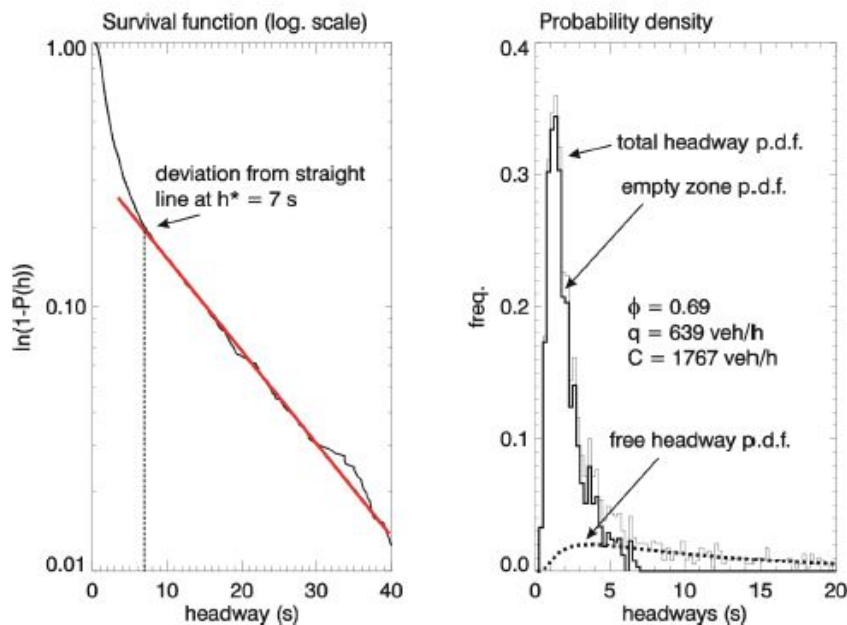 Survival function (log. scale)
1.00
0.10
0.01
ln(1-P(h))
deviation from straight
line at h* = 7 s
0 10 20 30 40
headway (s)
Probability density
0.4
0.3
0.2
0.1
0.0
freq.
total headway p.d.f.
empty zone p.d.f.
ϕ = 0.69
q = 639 veh/h
C = 1767 veh/h
free headway p.d.f.
0 5 10 15 20
headways (s)